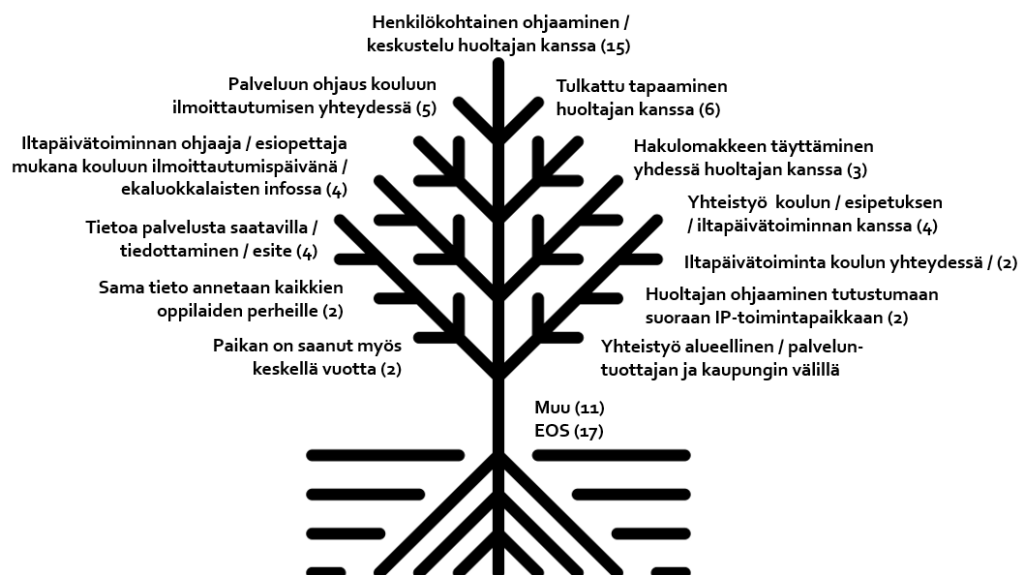 Henkilökohtainen ohjaaminen /
keskustelu huoltajan kanssa (15)
Palveluun ohjaus kouluun
ilmoittautumisen yhteydessä (5)
Tulkattu tapaaminen
huoltajan kanssa (6)
Iltapäivätoiminnan ohjaaja / esiopettaja
mukana kouluun ilmoittautumispäivänä /
ekaluokkalaisten infossa (4)
Hakulomakkeen täyttäminen
yhdessä huoltajan kanssa (3)
Yhteistyö koulun / esipetuksen
/ iltapäivätoiminnan kanssa (4)
Tietoa palvelusta saatavilla /
tiedottaminen / esite (4)
Iltapäivätoiminta koulun yhteydessä / (2)
Sama tieto annetaan kaikkien
oppilaiden perheille (2)
Huoltajan ohjaaminen tutustumaan
suoraan IP-toimintapaikkaan (2)
Paikan on saanut myös
keskellä vuotta (2)
Yhteistyö alueellinen / palvelun-
tuottajan ja kaupungin välillä
Muu (11)
EOS (17)